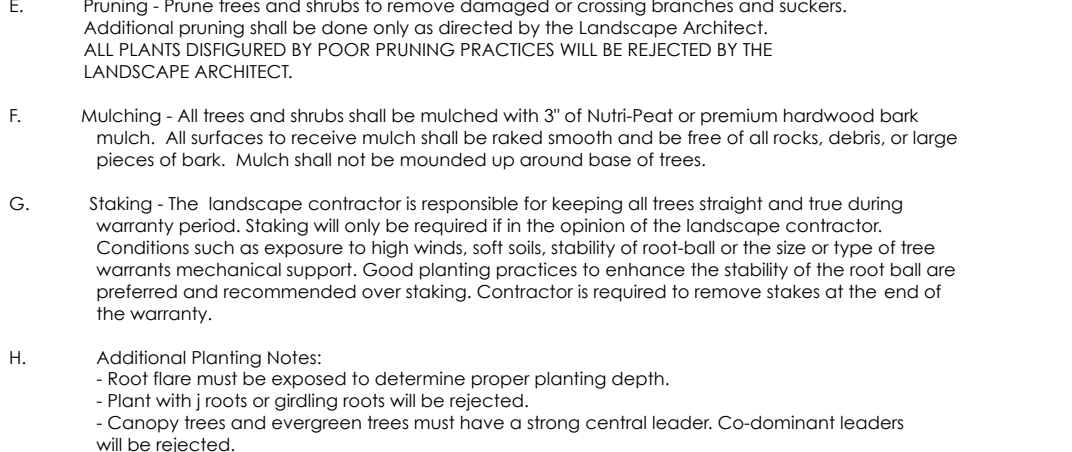 E. Pruning - Prune trees and shrubs to remove damaged or crossing branches and suckers.
Additional pruning shall be done only as directed by the Landscape Architect.
ALL PLANTS DISFIGURED BY POOR PRUNING PRACTICES WILL BE REJECTED BY THE
LANDSCAPE ARCHITECT.
F. Mulching - All trees and shrubs shall be mulched with 3" of Nutri-Peat or premium hardwood bark
mulch. All surfaces to receive mulch shall be raked smooth and be free of all rocks, debris, or large
pieces of bark. Mulch shall not be mounded up around base of trees.
G. Staking - The landscape contractor is responsible for keeping all trees straight and true during
warranty period. Staking will only be required if in the opinion of the landscape contractor.
Conditions such as exposure to high winds, soft soils, stability of root-ball or the size or type of tree
warrants mechanical support. Good planting practices to enhance the stability of the root ball are
preferred and recommended over staking. Contractor is required to remove stakes at the end of
the warranty.
H. Additional Planting Notes:
- Root flare must be exposed to determine proper planting depth.
- Plant with j roots or girdling roots will be rejected.
- Canopy trees and evergreen trees must have a strong central leader. Co-dominant leaders
will be rejected.